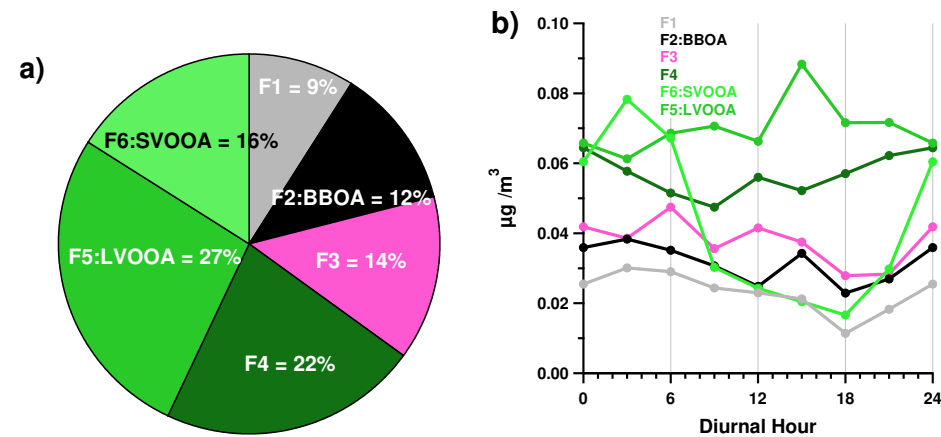 a)
F1 = 9%
F2:BBOA = 12%
F3 = 14%
F4 = 22%
F5:LVOOA = 27%
F6:SVOOA = 16%
b)
F1
F2:BBOA
F3
F4
F6:SVOOA
F5:LVOOA
0.10
0.08
0.06
0.04
0.02
0.00
µg /m³
0 6 12 18 24
Diurnal Hour